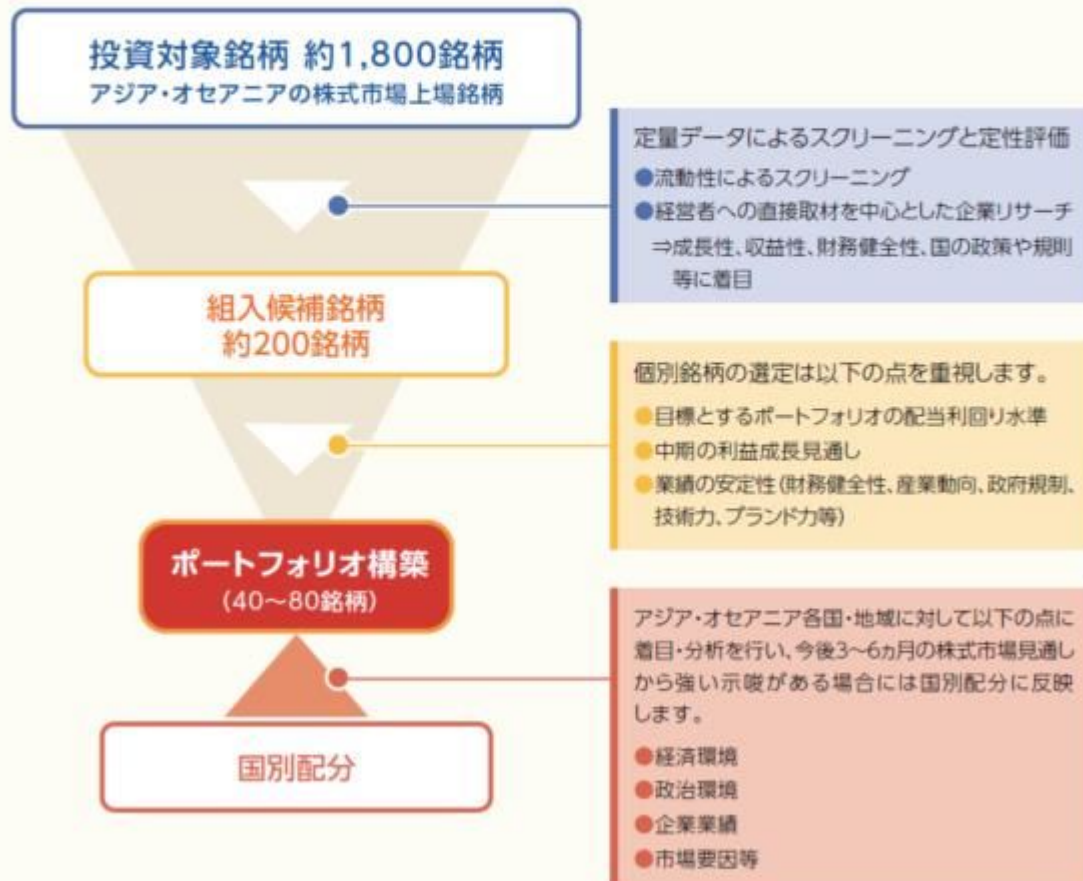 投資対象銘柄 約1,800銘柄
アジア・オセアニアの株式市場上場銘柄
定量データによるスクリーニングと定性評価
●流動性によるスクリーニング
●経営者への直接取材を中心とした企業リサーチ
⇒成長性、収益性、財務健全性、国の政策や規則
等に着目
組入候補銘柄
約200銘柄
個別銘柄の選定は以下の点を重視します。
●目標とするポートフォリオの配当利回り水準
●中期の利益成長見通し
●業績の安定性(財務健全性、産業動向、政府規制、
技術力、ブランド力等)
ポートフォリオ構築
(40〜80銘柄)
アジア・オセアニア各国・地域に対して以下の点に
着目・分析を行い、今後3〜6ヵ月の株式市場見通し
から強い示唆がある場合には国別配分に反映
します。
●経済環境
●政治環境
●企業業績
●市場要因等
国別配分